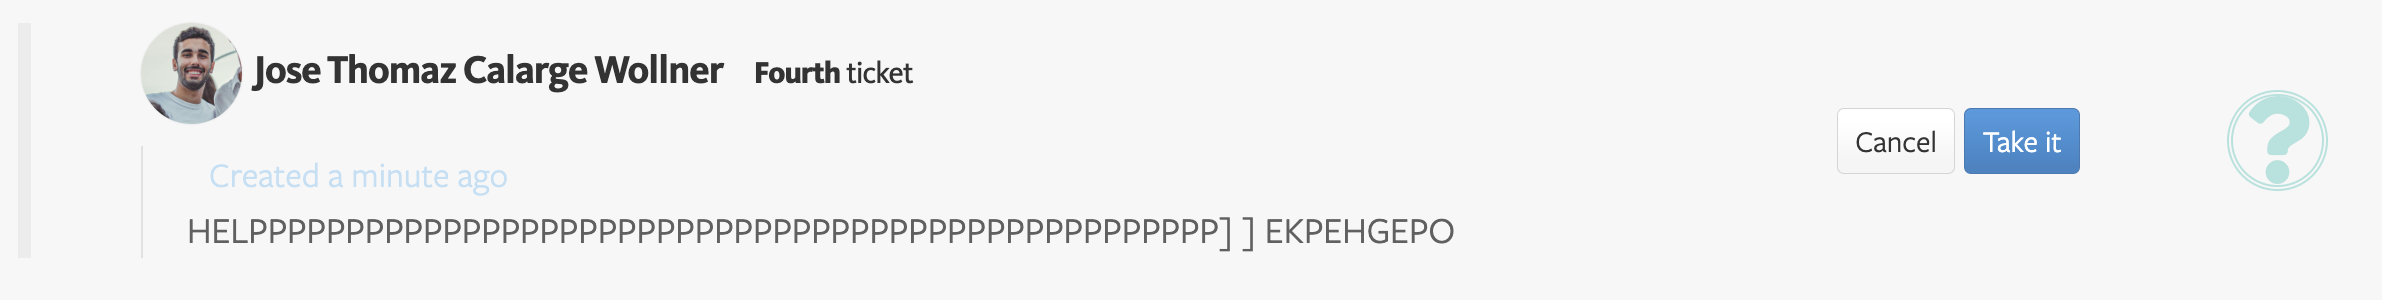 Jose Thomaz Calarge Wollner Fourth ticket
Cancel Take it
?
Created a minute ago
HELPPPPPPPPPPPPPPPPPPPPPPPPPPPPPPPPPPPPPPPPPPPPPPPPPP] ] EKPEHGEPO